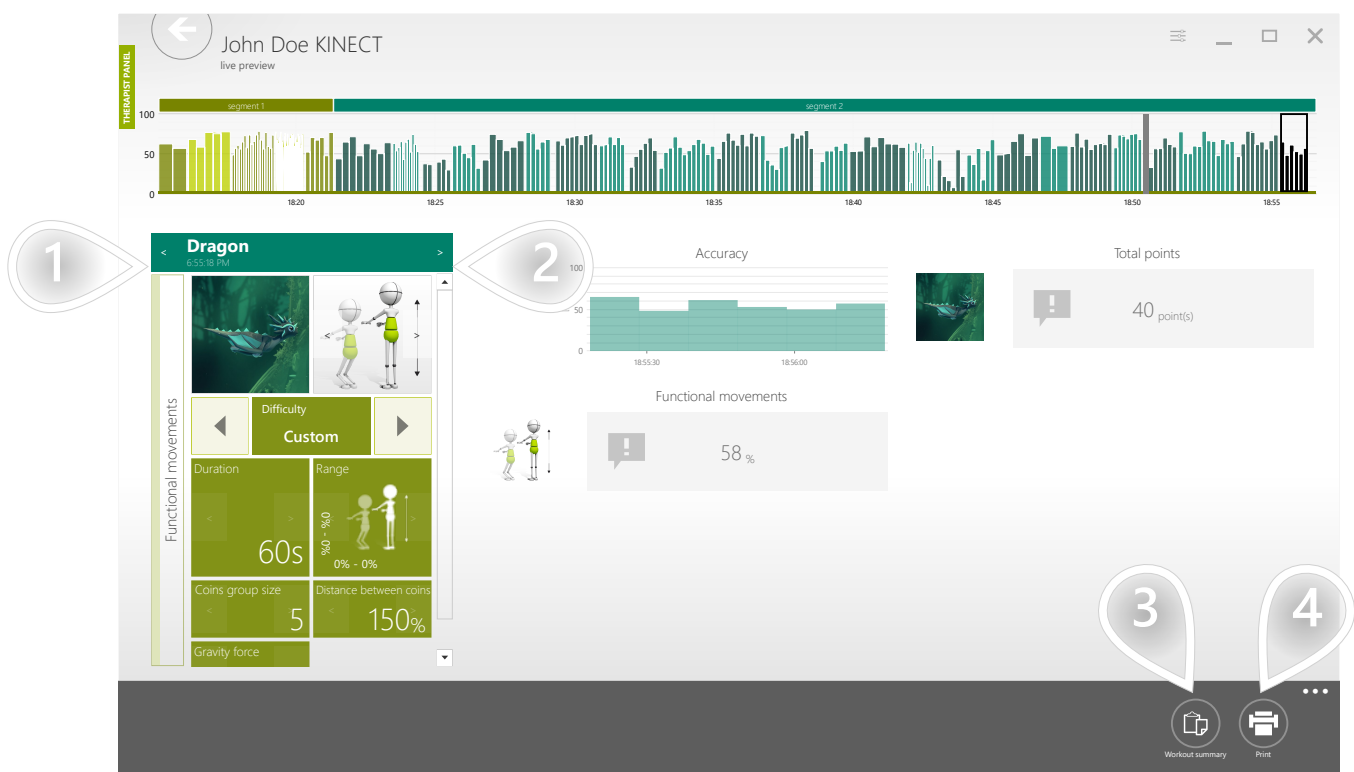 John Doe KINECT
live preview
THERAPIST PANEL
segment 1
segment 2
100
50
0
18:20
18:25
18:30
18:35
18:40
18:45
18:50
18:55
1
<
Dragon
6:55:18 PM
>
2
Functional movements
Difficulty
Custom
Duration
<
>
60s
Range
<
>
0% - 0%
0% - 0%
Coins group size
<
>
5
Distance between coins
<
>
150%
Gravity force
Accuracy
100
50
0
18:55:30
18:56:00
Total points
40 point(s)
Functional movements
58 %
3
4
Workout summary
Print